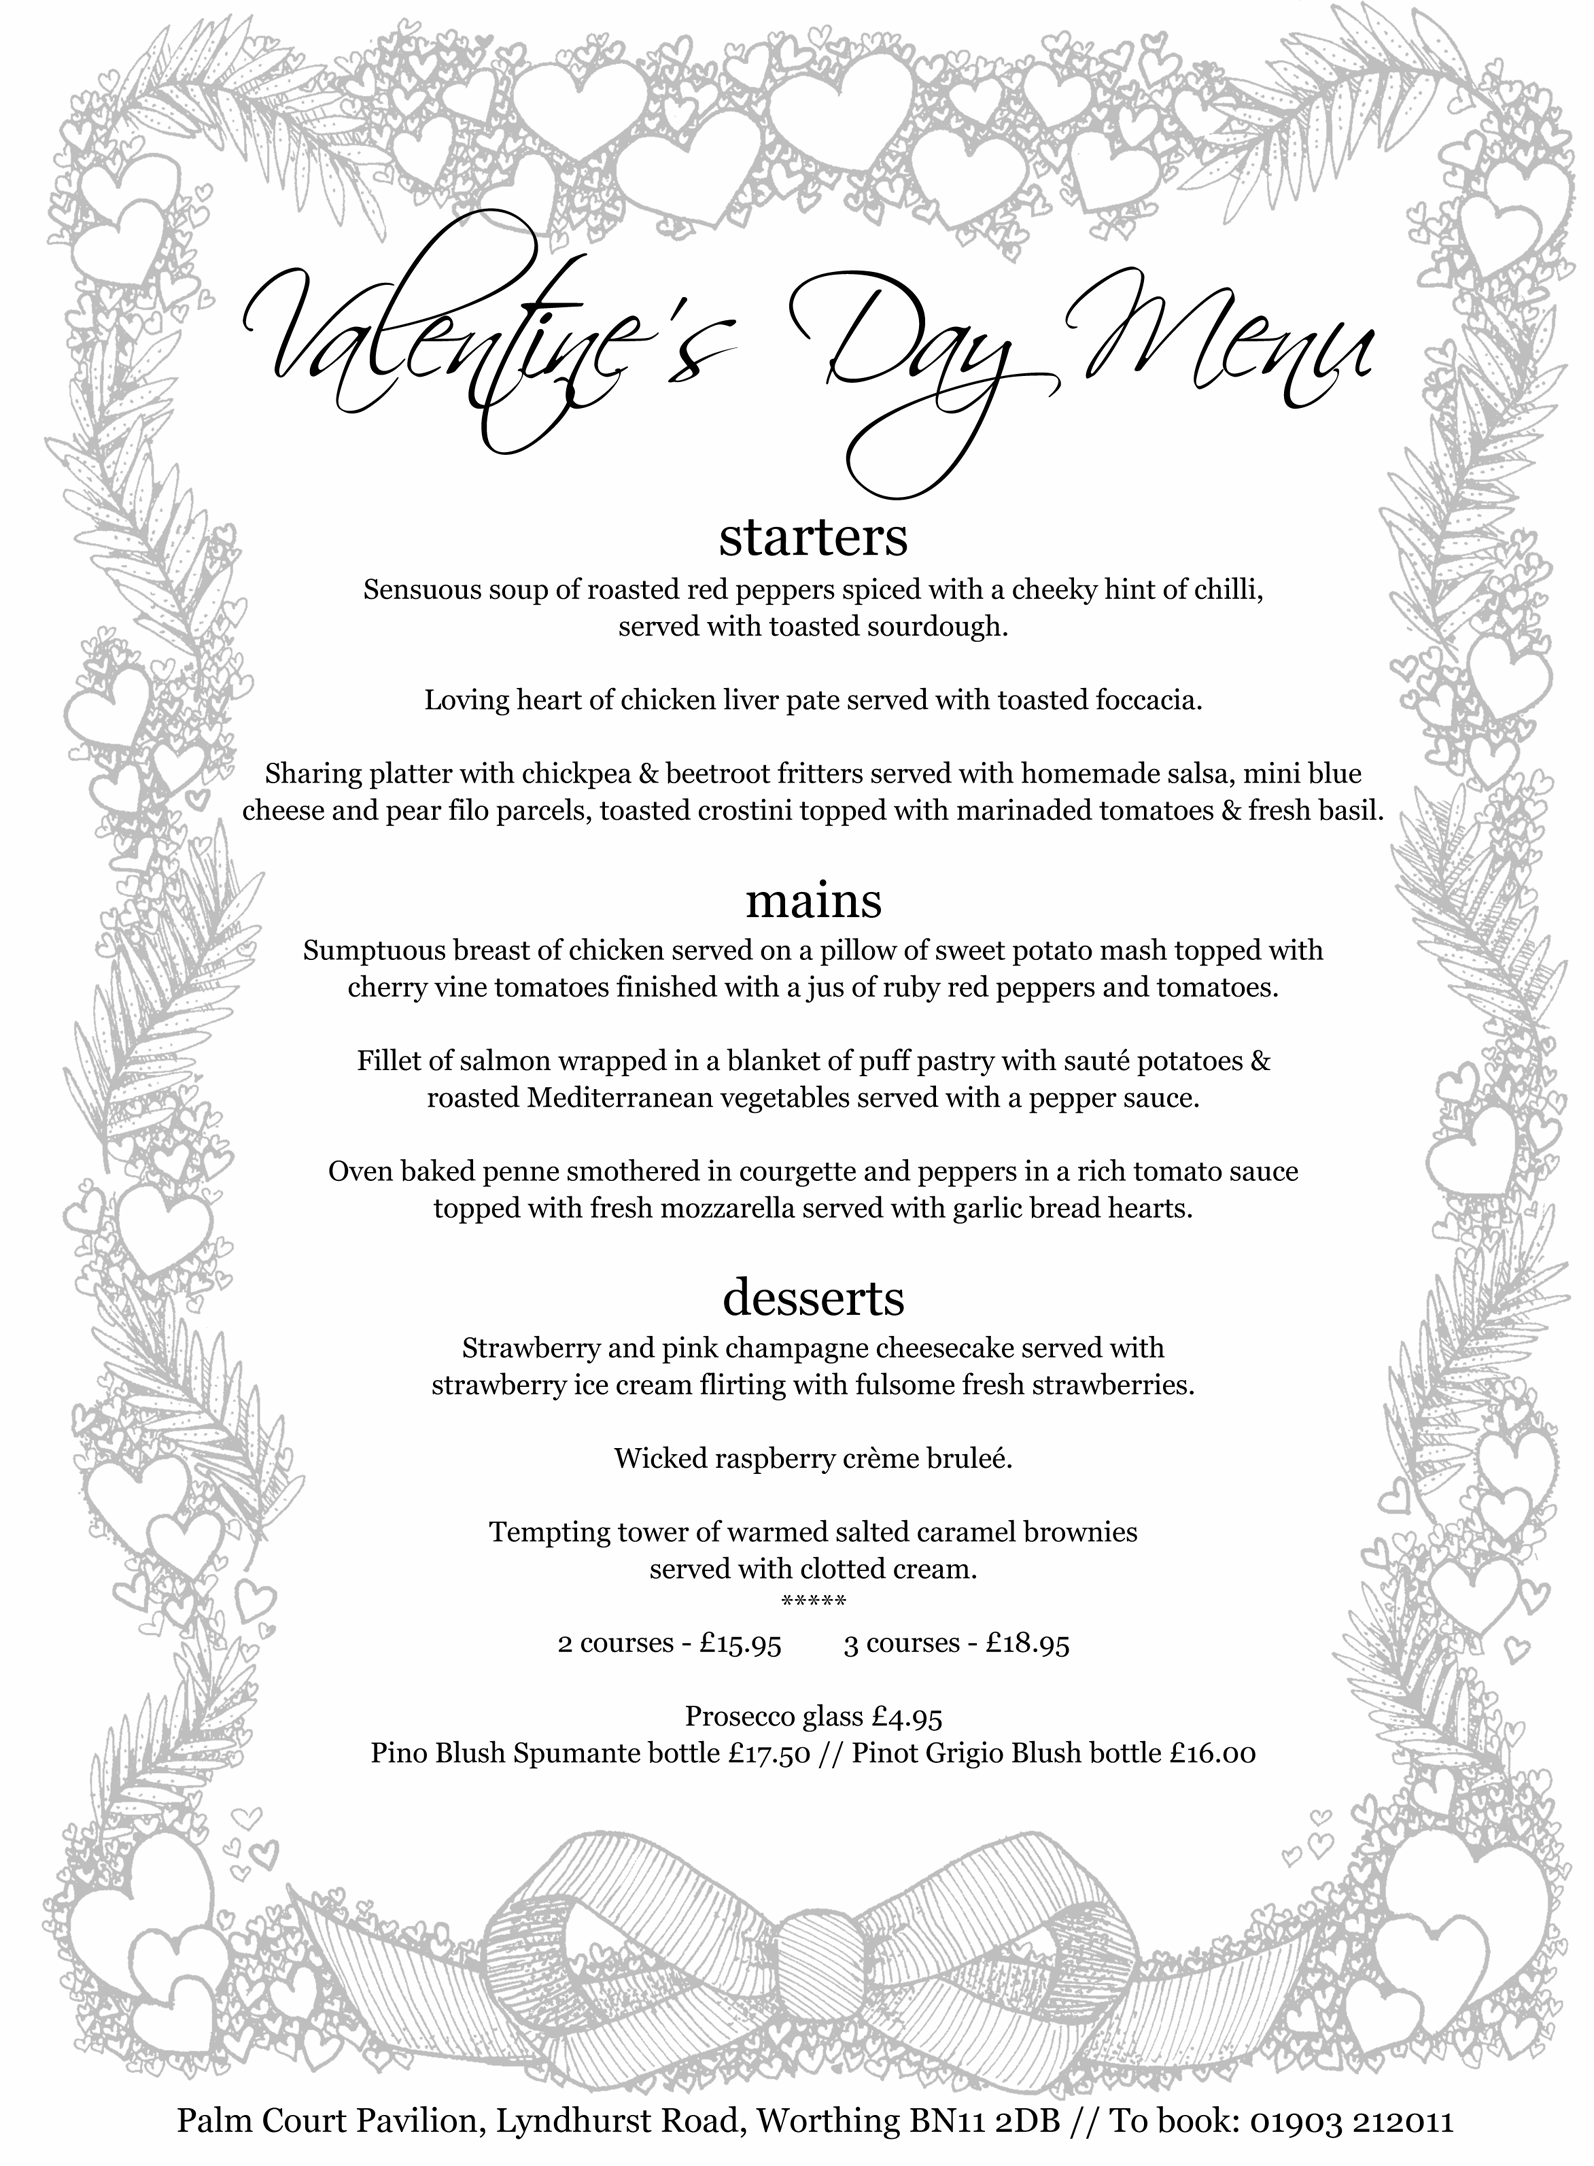 Valentine's Day Menu
starters
Sensuous soup of roasted red peppers spiced with a cheeky hint of chilli,
served with toasted sourdough.
Loving heart of chicken liver pate served with toasted foccacia.
Sharing platter with chickpea & beetroot fritters served with homemade salsa, mini blue
cheese and pear filo parcels, toasted crostini topped with marinaded tomatoes & fresh basil.
mains
Sumptuous breast of chicken served on a pillow of sweet potato mash topped with
cherry vine tomatoes finished with a jus of ruby red peppers and tomatoes.
Fillet of salmon wrapped in a blanket of puff pastry with sauté potatoes &
roasted Mediterranean vegetables served with a pepper sauce.
Oven baked penne smothered in courgette and peppers in a rich tomato sauce
topped with fresh mozzarella served with garlic bread hearts.
desserts
Strawberry and pink champagne cheesecake served with
strawberry ice cream flirting with fulsome fresh strawberries.
Wicked raspberry crème bruleé.
Tempting tower of warmed salted caramel brownies
served with clotted cream.
*****
2 courses - £15.95 3 courses - £18.95
Prosecco glass £4.95
Pino Blush Spumante bottle £17.50 // Pinot Grigio Blush bottle £16.00
Palm Court Pavilion, Lyndhurst Road, Worthing BN11 2DB // To book: 01903 212011